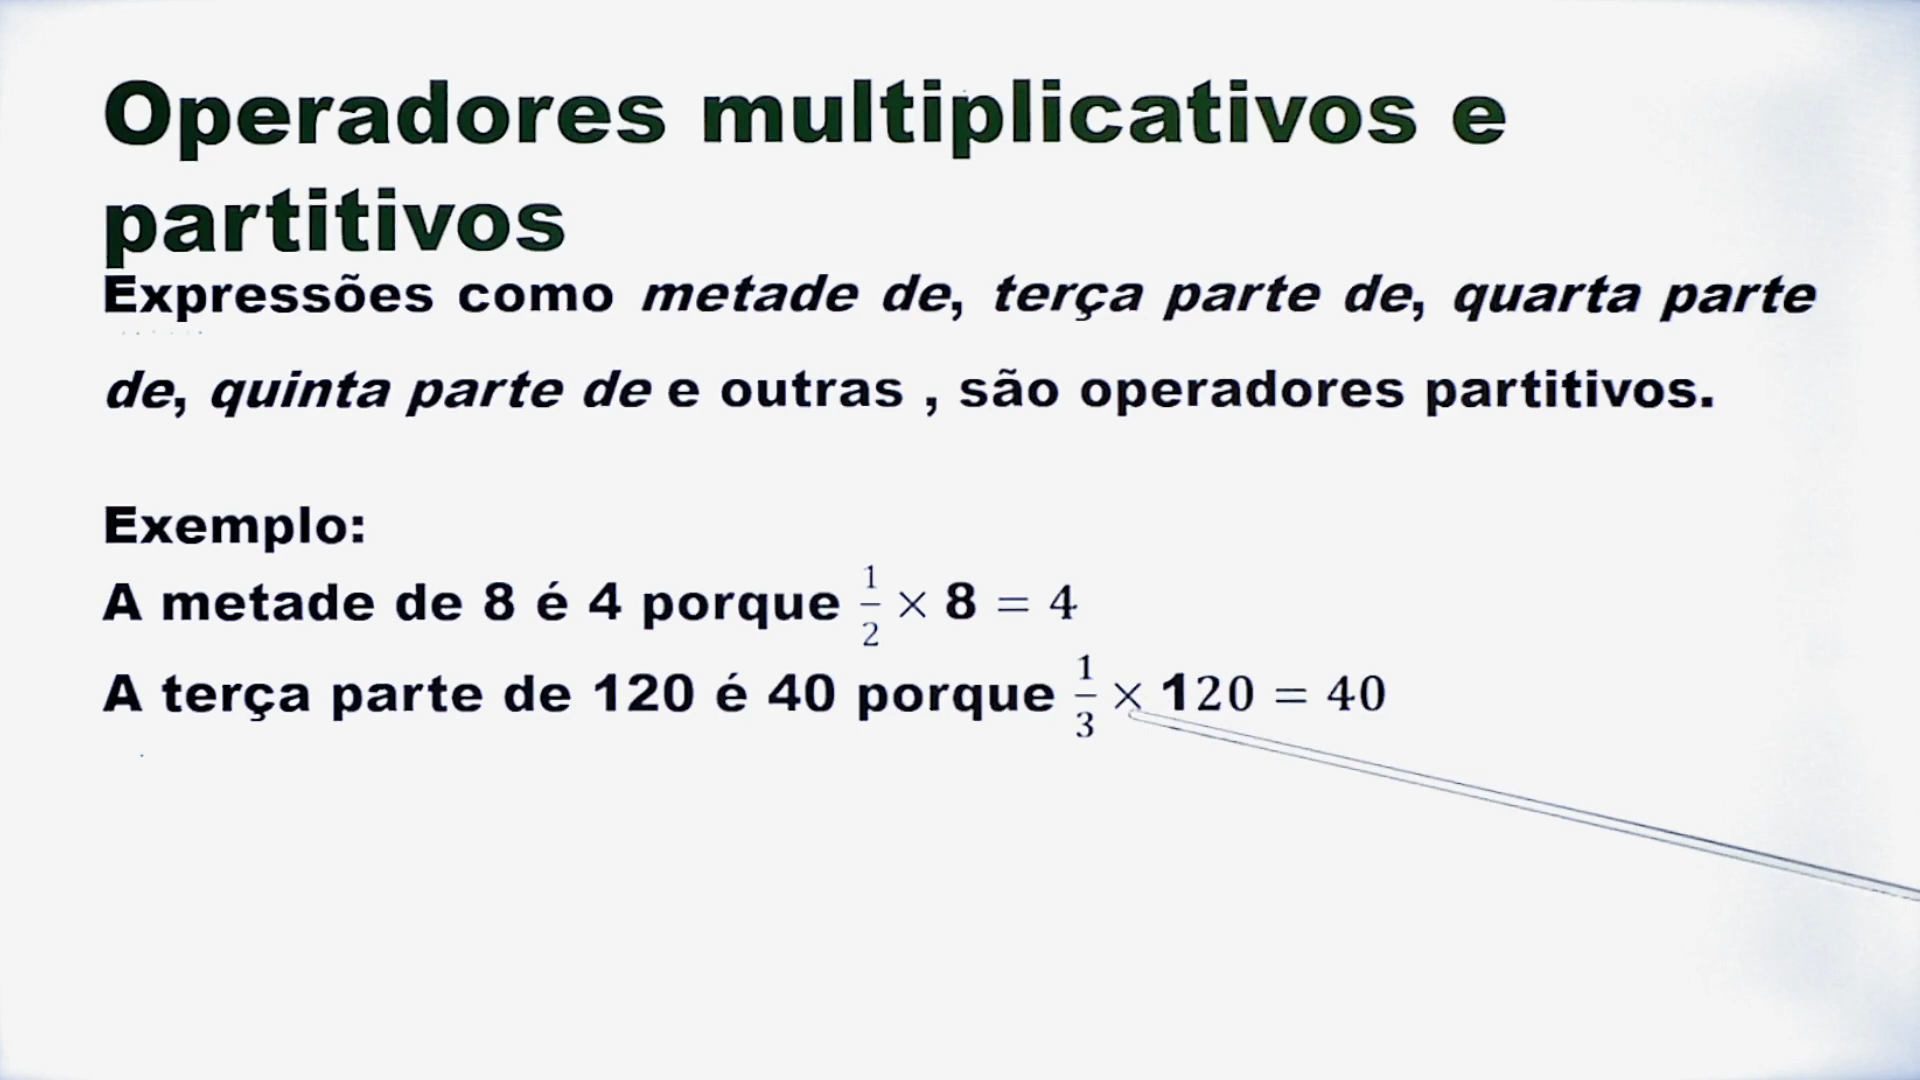 Operadores multiplicativos e
partitivos
Expressões como metade de, terça parte de, quarta parte
de, quinta parte de e outras , são operadores partitivos.
Exemplo:
A metade de 8 é 4 porque 1/2 × 8 = 4
A terça parte de 120 é 40 porque 1/3 × 120 = 40